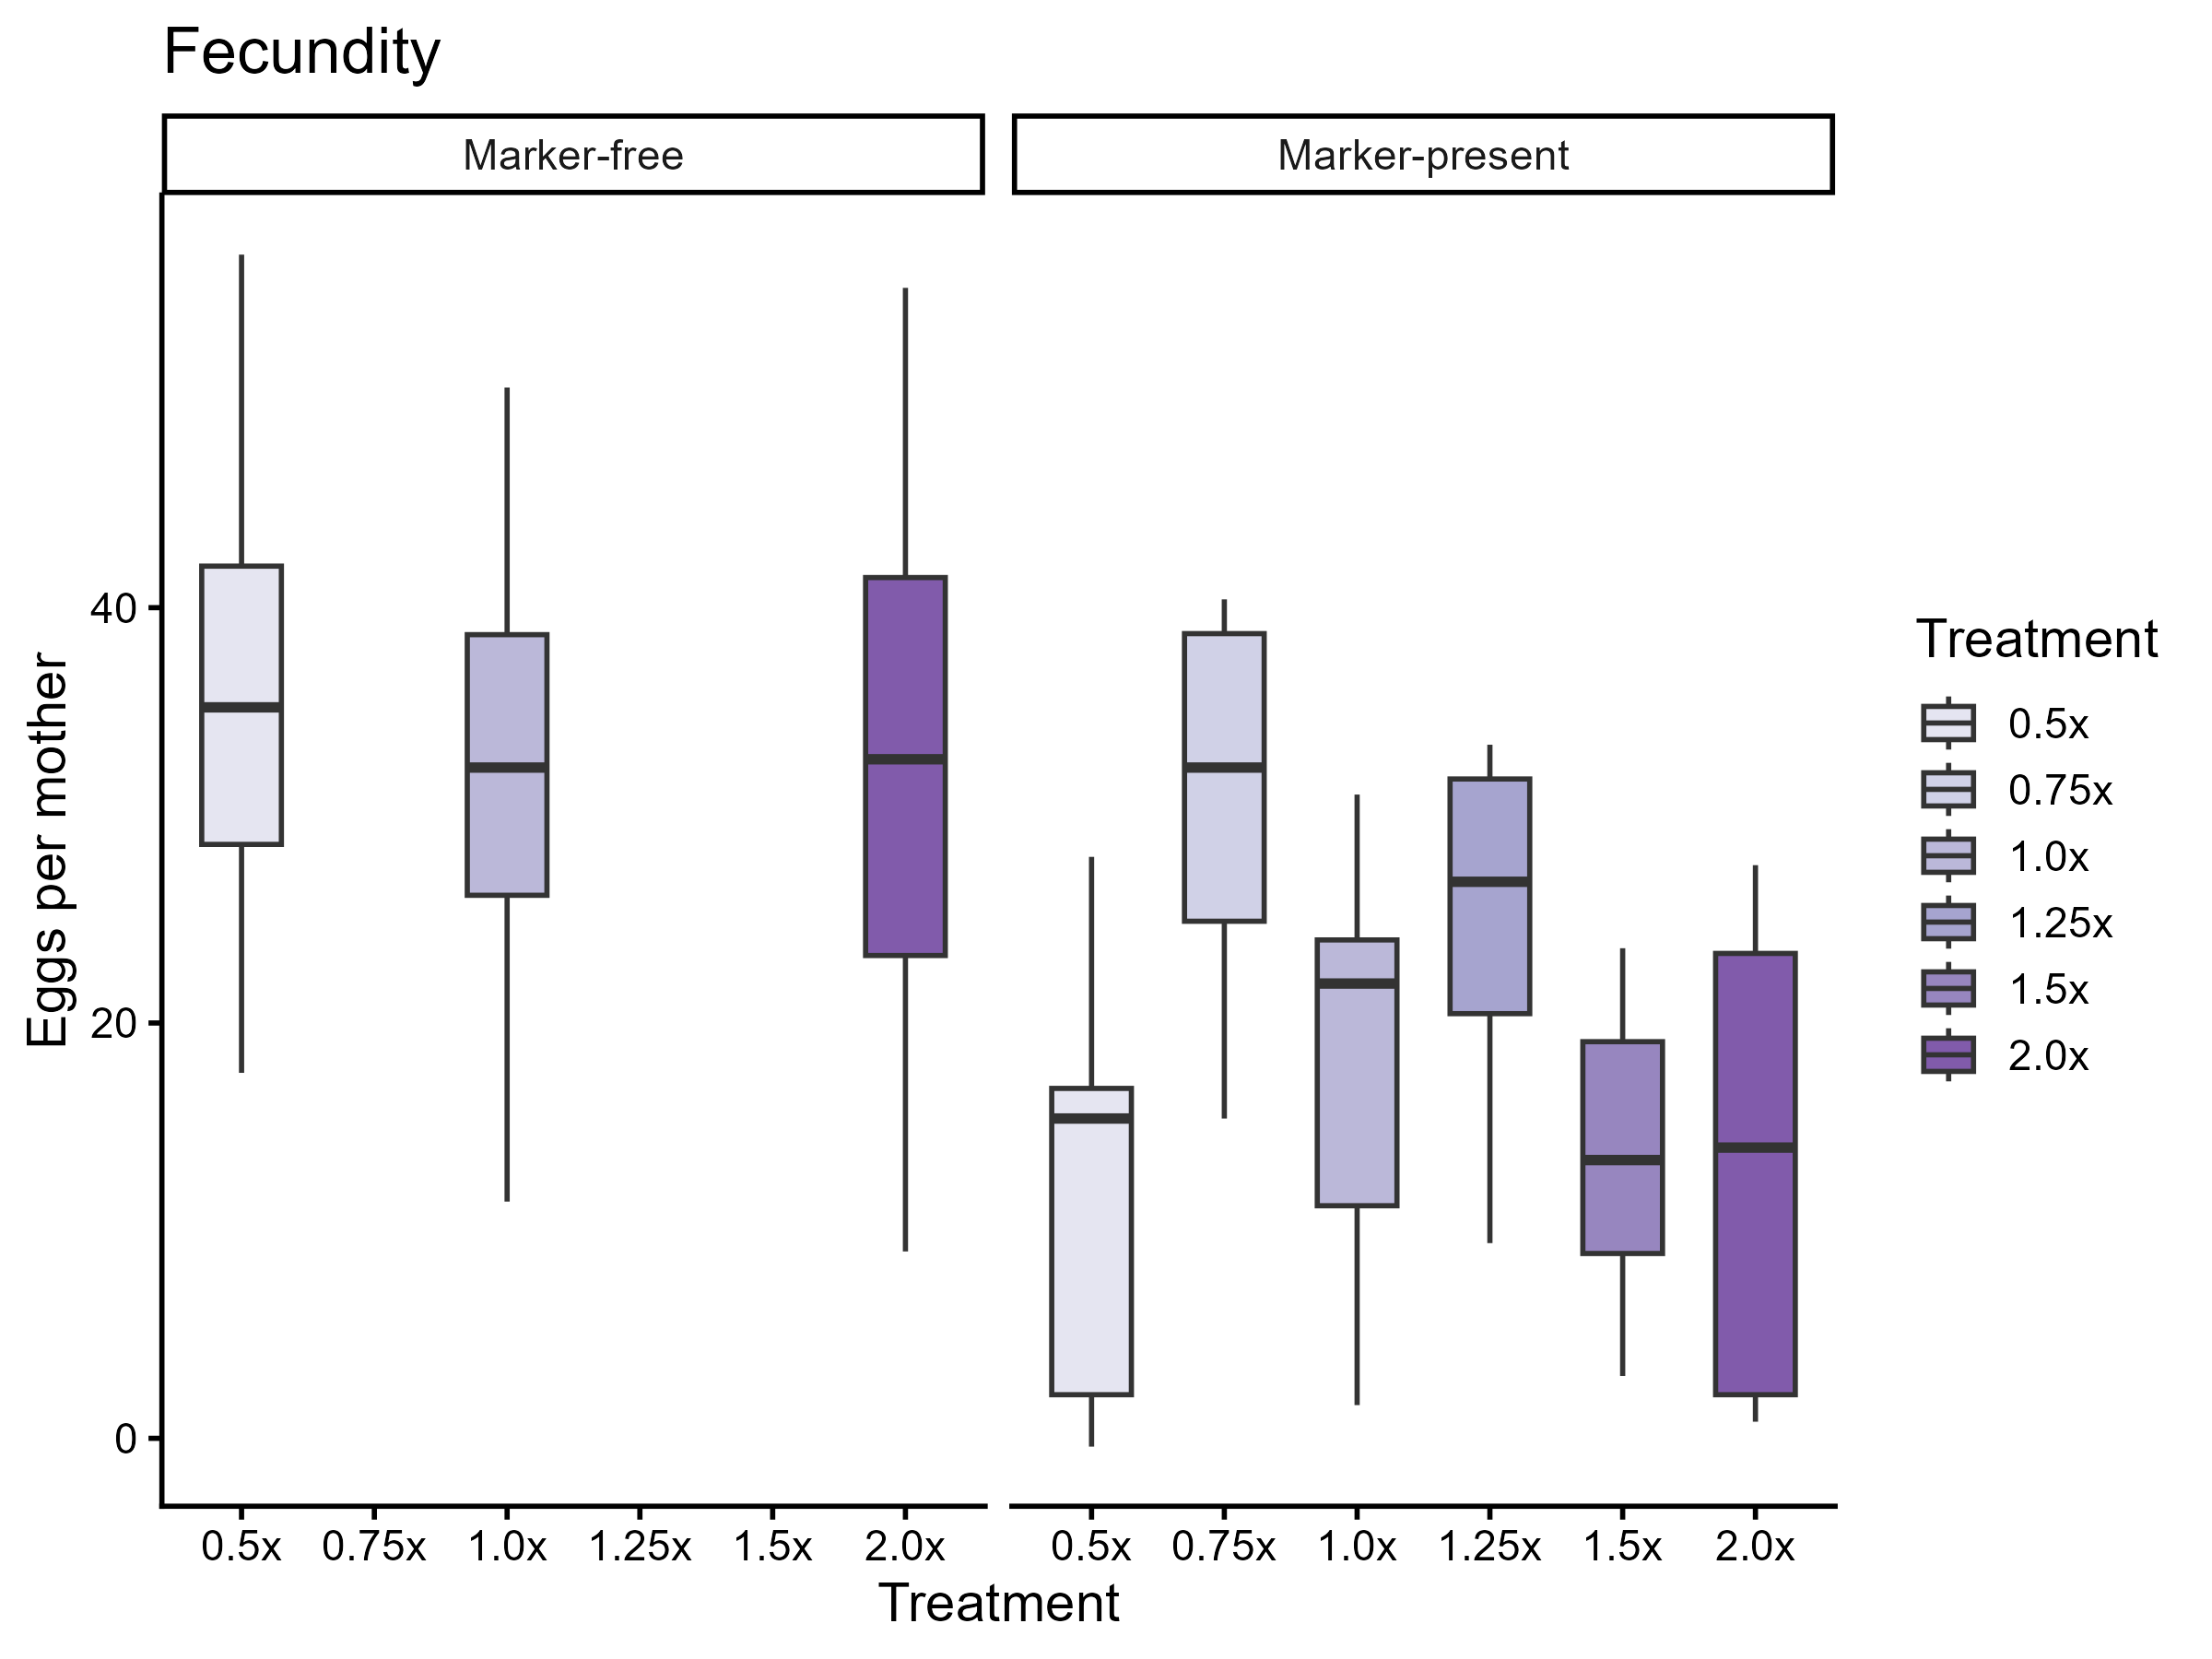 Fecundity
Marker-free Marker-present
Eggs per mother
40
20
0
0.5x 0.75x 1.0x 1.25x 1.5x 2.0x 0.5x 0.75x 1.0x 1.25x 1.5x 2.0x
Treatment
Treatment
0.5x
0.75x
1.0x
1.25x
1.5x
2.0x